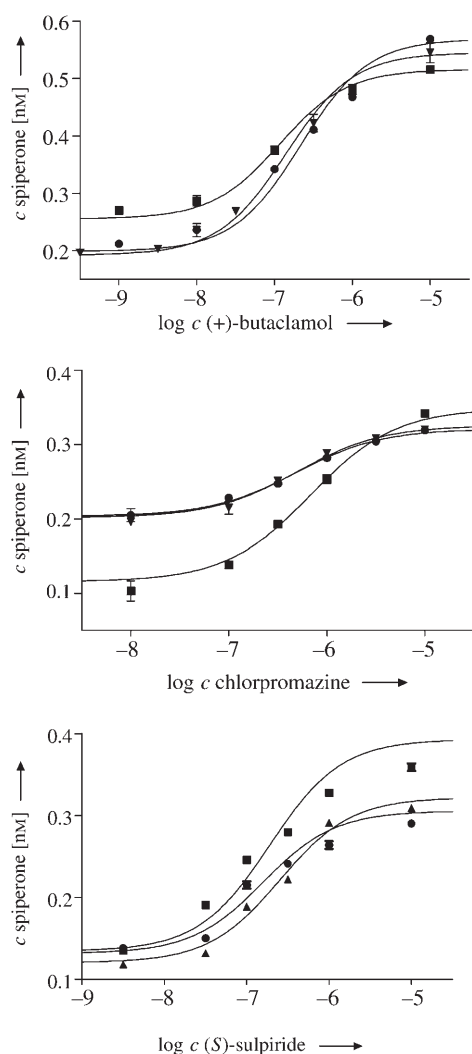 0.6
0.5
0.4
0.3
0.2
c spiperone [nM]
–9 –8 –7 –6 –5
log c (+)-butaclamol
0.4
0.3
0.2
0.1
c spiperone [nM]
–8 –7 –6 –5
log c chlorpromazine
0.4
0.3
0.2
0.1
c spiperone [nM]
–9 –8 –7 –6 –5
log c (S)-sulpiride